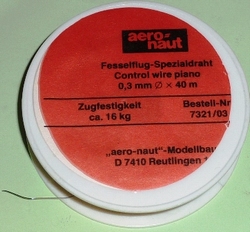 aero-
naut
Fesselflug-Spezialdraht
Control wire piano
0,3 mm Ø × 40 m
Zugfestigkeit
ca. 16 kg
Bestell-Nr
7321/03
„aero-naut"-Modellbau
D 7410 Reutlingen 1